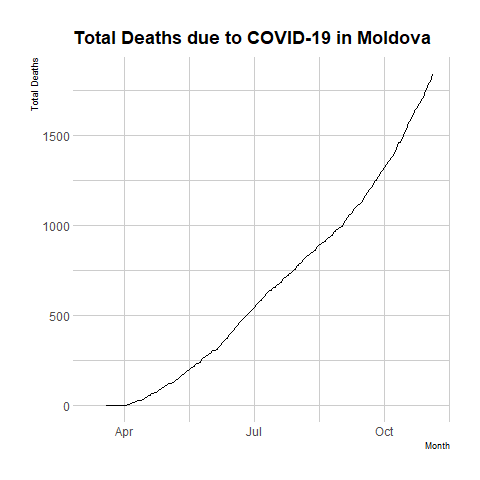 Total Deaths due to COVID-19 in Moldova
Total Deaths
1500
1000
500
0
Apr
Jul
Oct
Month